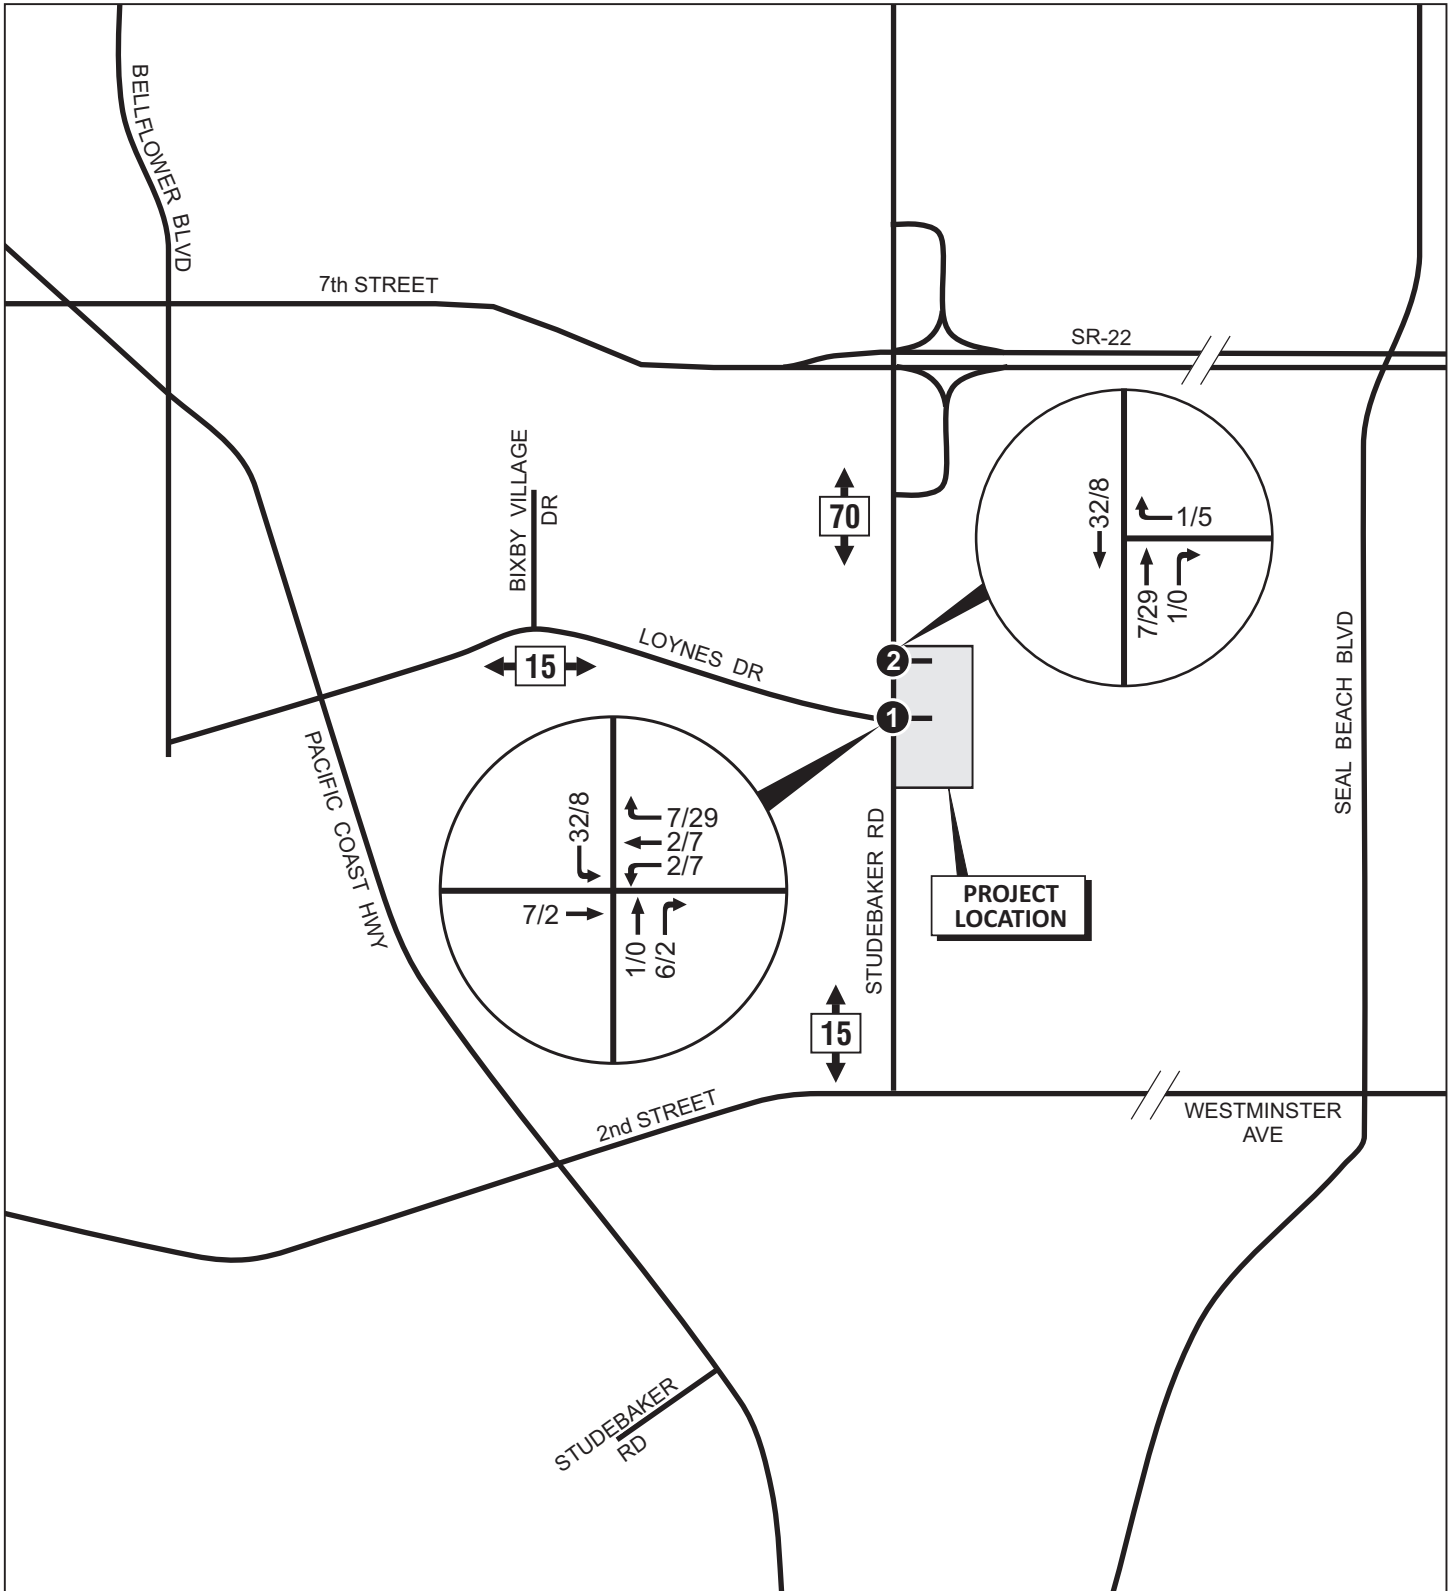 BELLFLOWER BLVD
7th STREET
SR-22
BIXBY VILLAGE
DR
70
32/8
1/5
7/29
1/0
15
LOYNES DR
2
1
SEAL BEACH BLVD
PACIFIC COAST HWY
32/8
7/29
2/7
2/7
7/2
1/0
6/2
STUDEBAKER RD
PROJECT
LOCATION
15
2nd STREET
WESTMINSTER
AVE
STUDEBAKER
RD